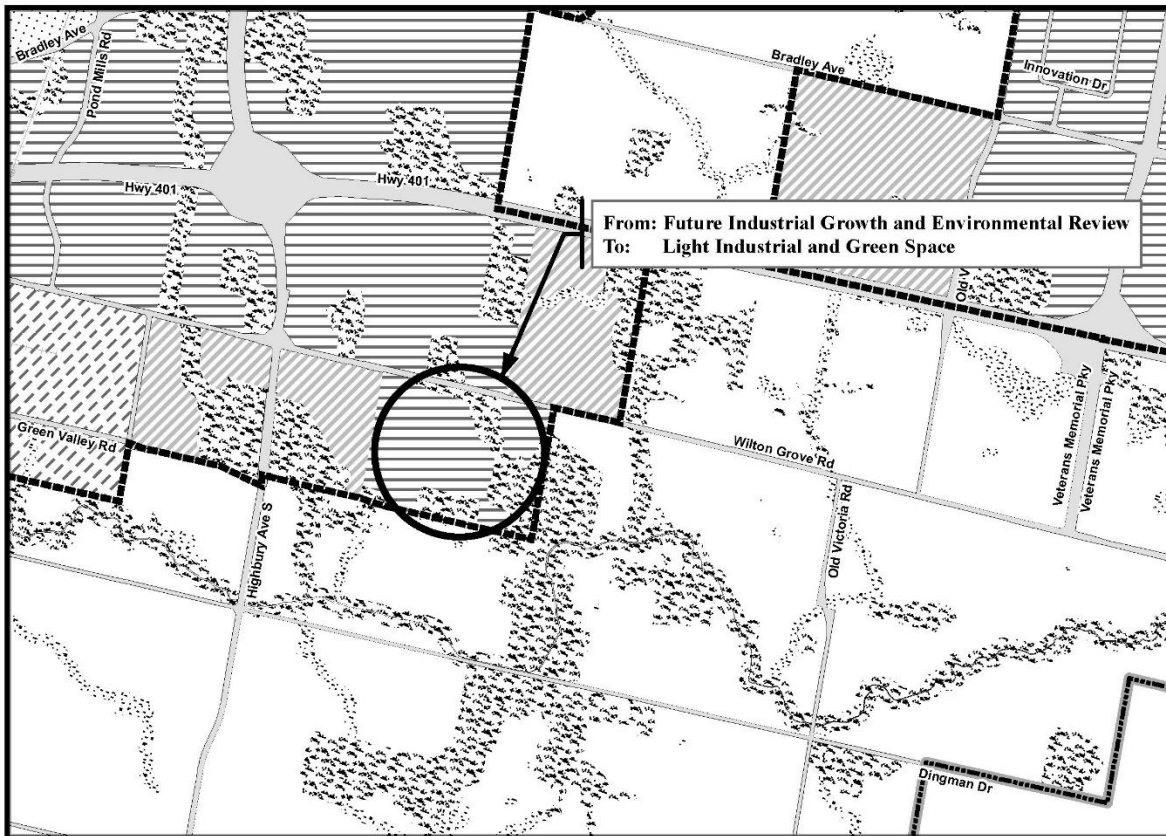 Bradley Ave
Pond Mills Rd
Bradley Ave
Innovation Dr
Hwy 401
Hwy 401
From: Future Industrial Growth and Environmental Review
To: Light Industrial and Green Space
Green Valley Rd
Wilton Grove Rd
Veterans Memorial Pky
Veterans Memorial Pky
Highbury Ave S
Old Victoria Rd
Dingman Dr